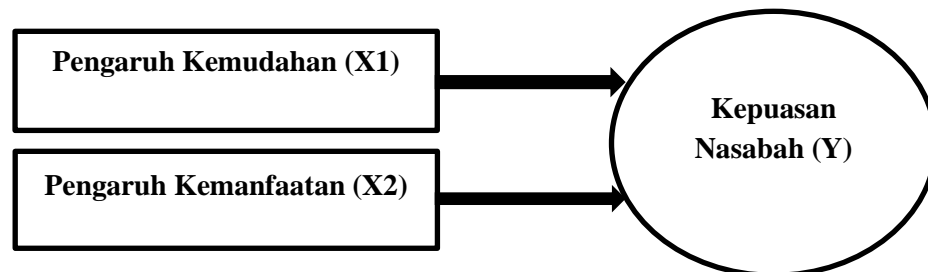 Pengaruh Kemudahan (X1)
Pengaruh Kemanfaatan (X2)
Kepuasan
Nasabah (Y)